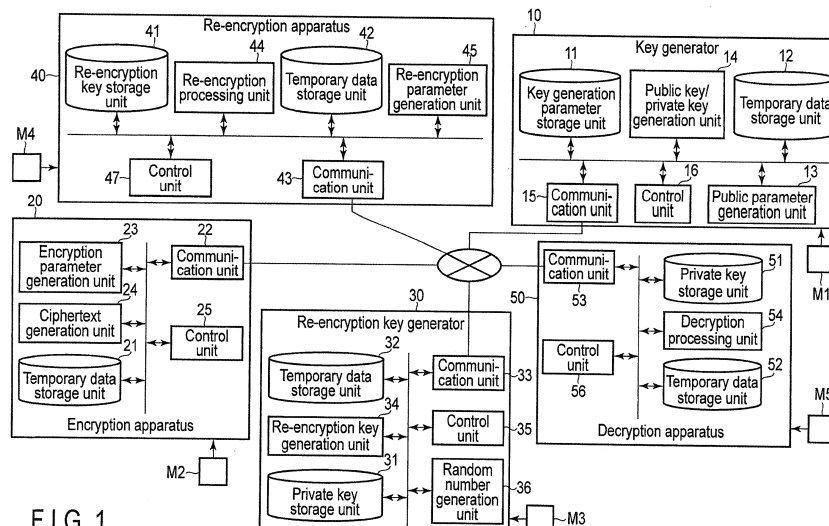 Re-encryption apparatus
40
41
Re-encryption
key storage
unit
44
Re-encryption
processing unit
42
Temporary data
storage unit
45
Re-encryption
parameter
generation unit
M4
47
Control
unit
43
Communi-
cation unit
10
Key generator
11
Key generation
parameter
storage unit
14
Public key/
private key
generation unit
12
Temporary data
storage unit
15
Communi-
cation unit
16
Control
unit
13
Public parameter
generation unit
M1
20
23
Encryption
parameter
generation unit
22
Communi-
cation unit
24
Ciphertext
generation unit
25
Control
unit
21
Temporary data
storage unit
Encryption apparatus
M2
30
Re-encryption key generator
32
Temporary data
storage unit
Communi-
cation unit
33
34
Re-encryption key
generation unit
Control
unit
35
31
Private key
storage unit
Random
number
generation
unit
36
M3
50
Communi-
cation unit
53
51
Private key
storage unit
54
Decryption
processing unit
Control
unit
56
52
Temporary data
storage unit
Decryption apparatus
M5
FIG. 1